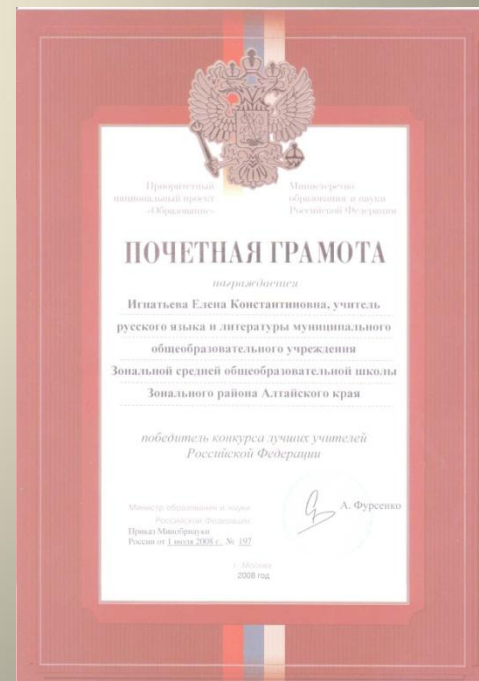 Приоритетный
национальный проект
«Образование»
Министерство
образования и науки
Российской Федерации
ПОЧЕТНАЯ ГРАМОТА
награждается
Игнатьева Елена Константиновна, учитель
русского языка и литературы муниципального
общеобразовательного учреждения
Зональной средней общеобразовательной школы
Зонального района Алтайского края
победитель конкурса лучших учителей
Российской Федерации
Министр образования и науки
Российской Федерации
А. Фурсенко
Приказ Минобрнауки
России от 1 июля 2008 г. № 197
г. Москва
2008 год